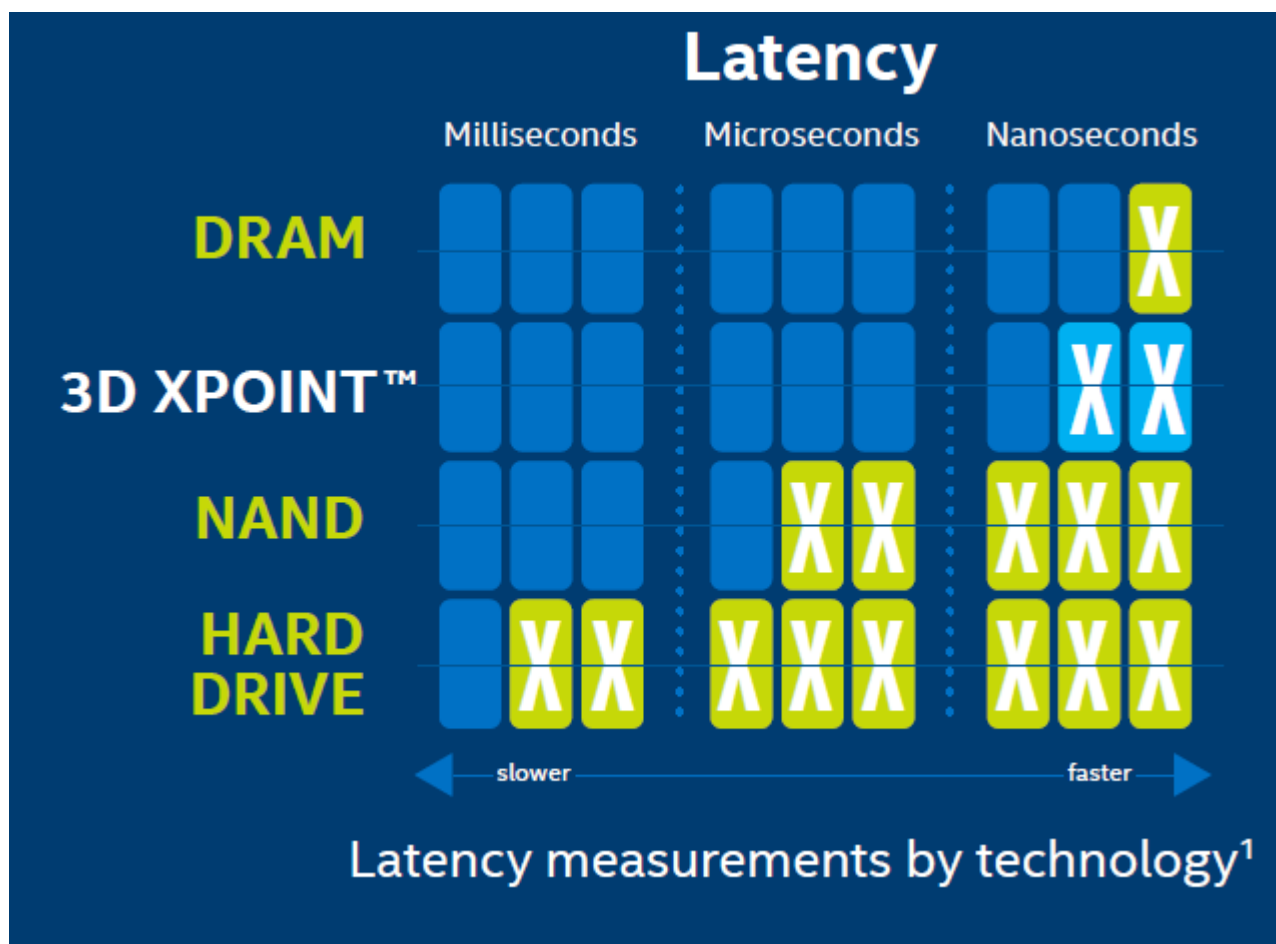 Latency
Milliseconds Microseconds Nanoseconds
DRAM X
3D XPOINT™ X X
NAND X X X X X
HARD
DRIVE X X X X X X X X
slower faster
Latency measurements by technology¹